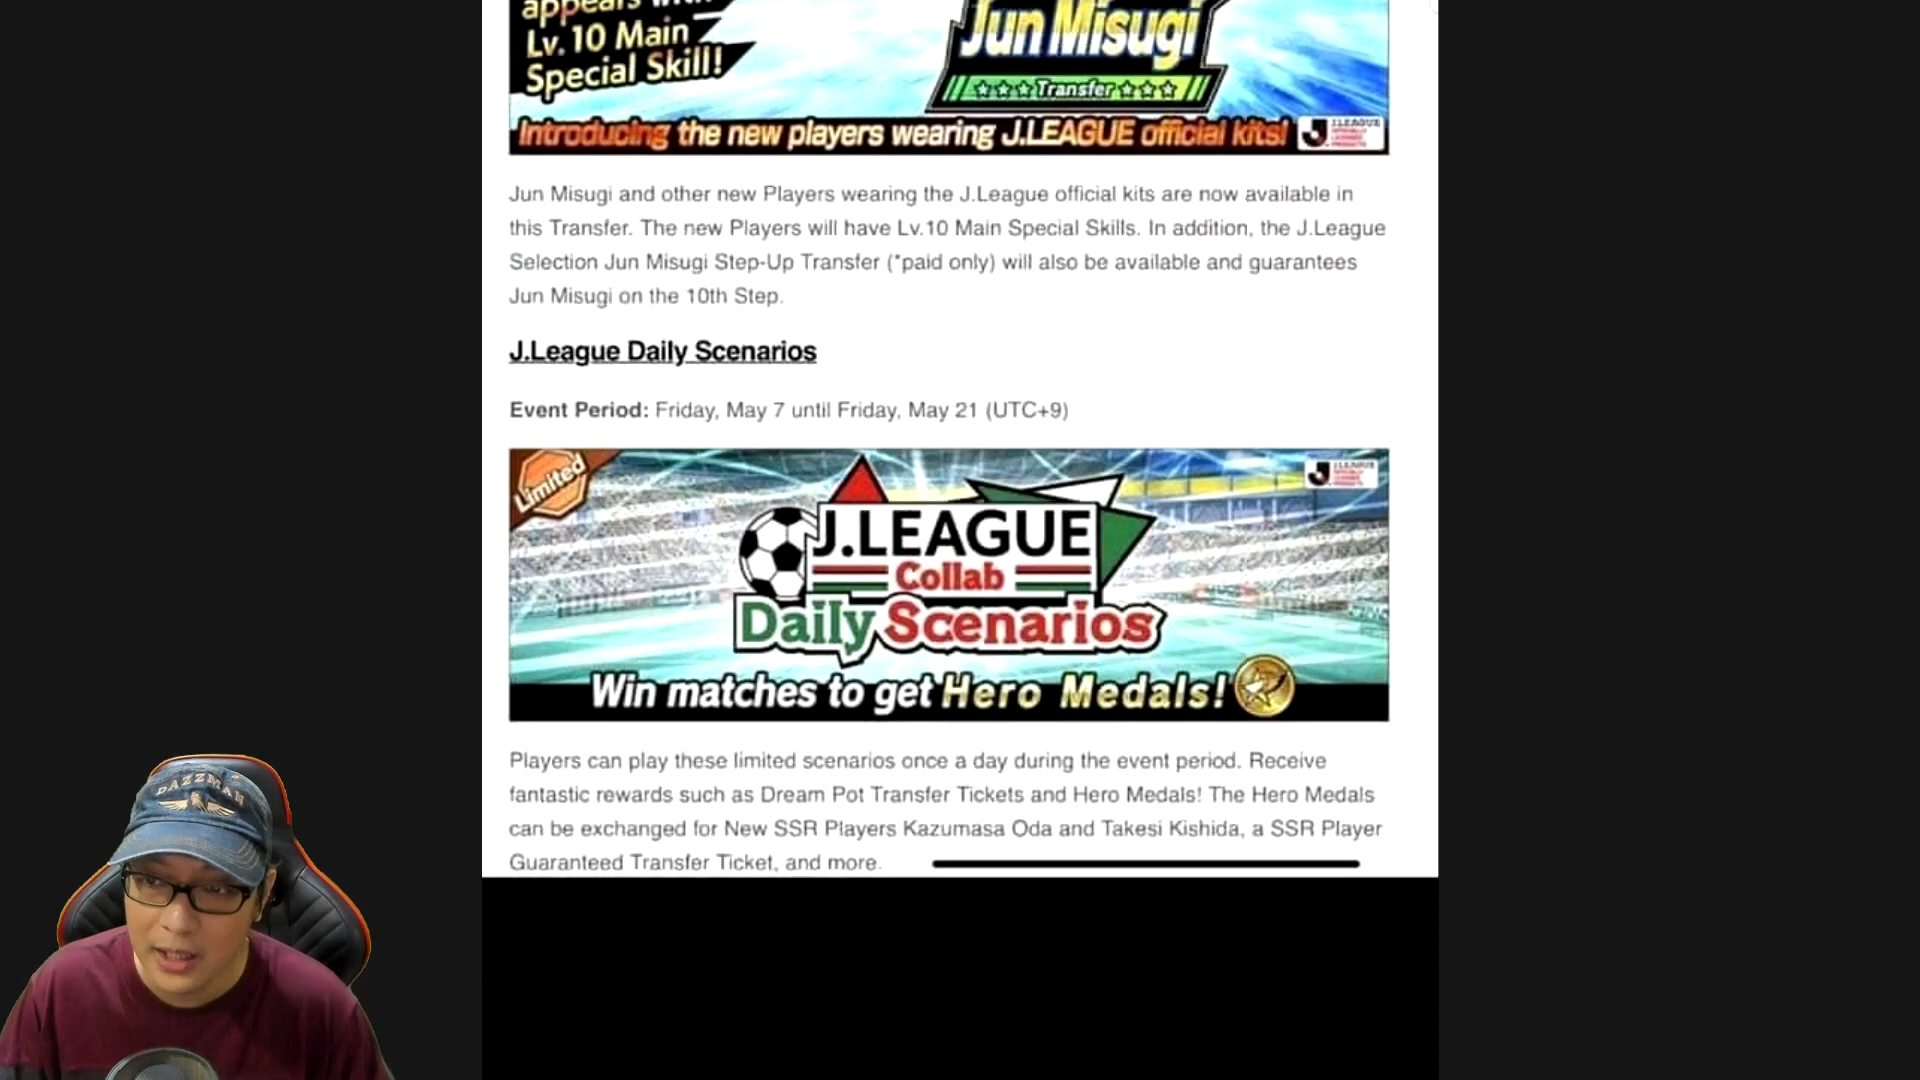 appears with
Lv.10 Main
Special Skill!
Jun Misugi
Transfer
Introducing the new players wearing J.LEAGUE official kits!
J.LEAGUE
Jun Misugi and other new Players wearing the J.League official kits are now available in
this Transfer. The new Players will have Lv.10 Main Special Skills. In addition, the J.League
Selection Jun Misugi Step-Up Transfer (*paid only) will also be available and guarantees
Jun Misugi on the 10th Step.
J.League Daily Scenarios
Event Period: Friday, May 7 until Friday, May 21 (UTC+9)
Limited
J.LEAGUE
J.LEAGUE
Collab
Daily Scenarios
Win matches to get Hero Medals!
Players can play these limited scenarios once a day during the event period. Receive
fantastic rewards such as Dream Pot Transfer Tickets and Hero Medals! The Hero Medals
can be exchanged for New SSR Players Kazumasa Oda and Takesi Kishida, a SSR Player
Guaranteed Transfer Ticket, and more.
DAZZMAN